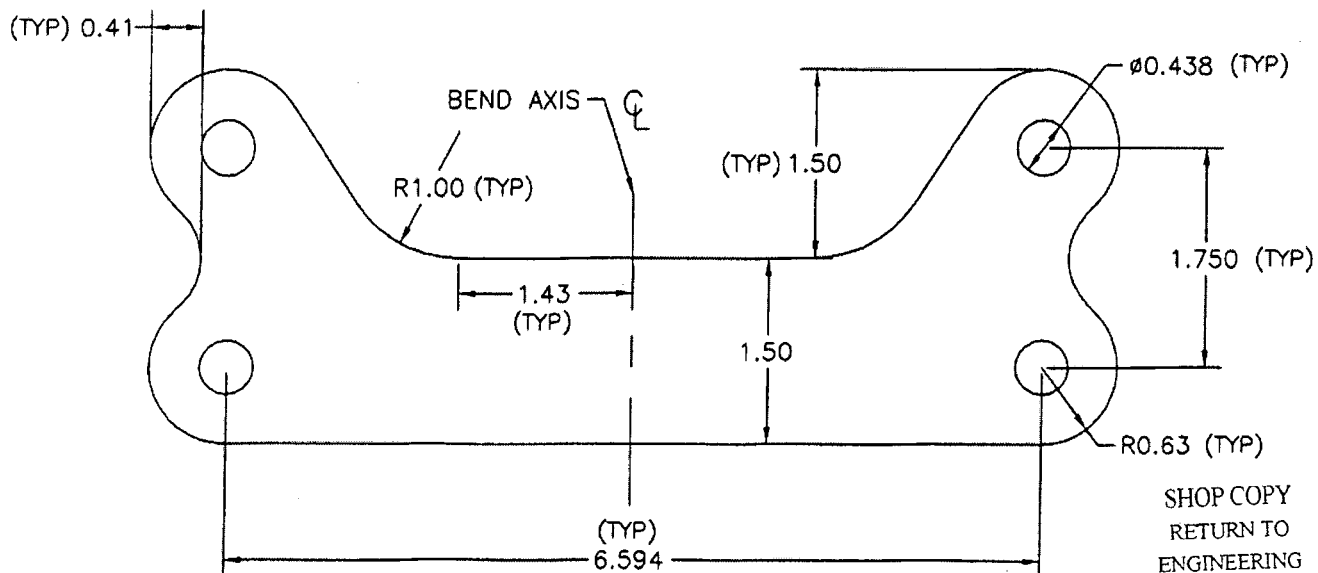 (TYP) 0.41
BEND AXIS ℄
⌀0.438 (TYP)
(TYP) 1.50
R1.00 (TYP)
1.750 (TYP)
1.43
(TYP)
1.50
R0.63 (TYP)
SHOP COPY
RETURN TO
ENGINEERING
(TYP)
6.594